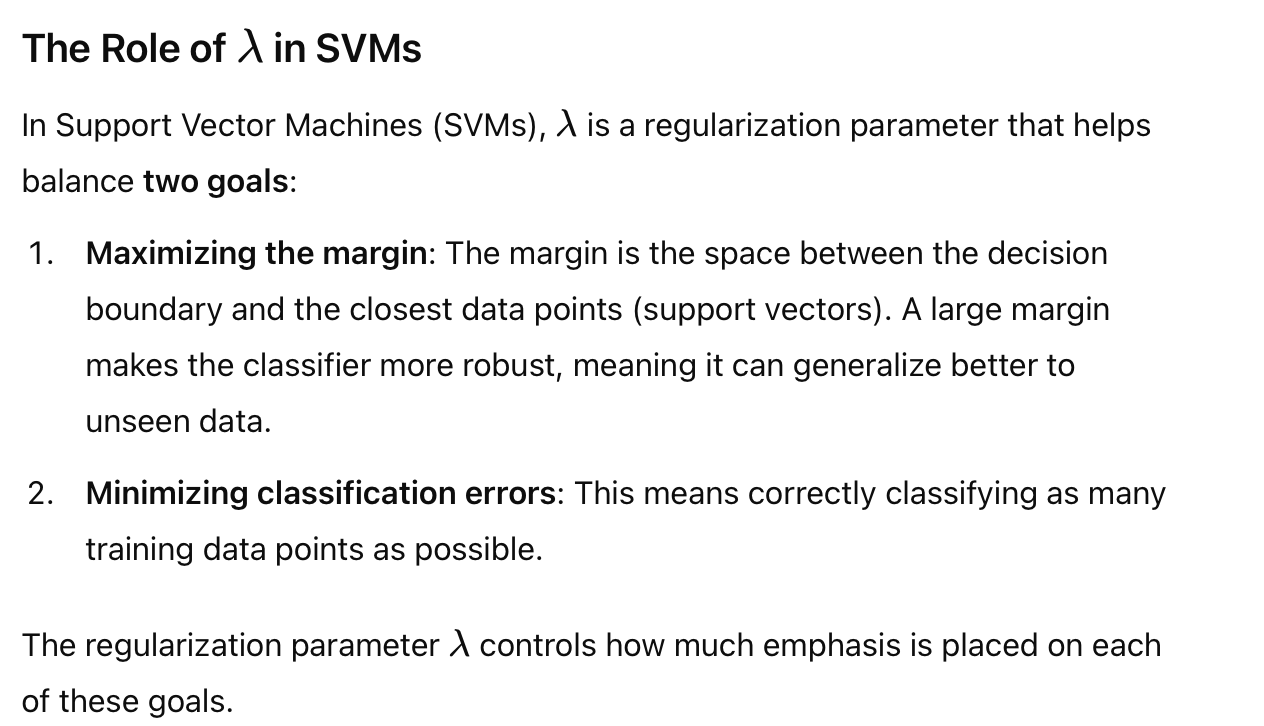 The Role of λ in SVMs
In Support Vector Machines (SVMs), λ is a regularization parameter that helps
balance two goals:
1. Maximizing the margin: The margin is the space between the decision
boundary and the closest data points (support vectors). A large margin
makes the classifier more robust, meaning it can generalize better to
unseen data.
2. Minimizing classification errors: This means correctly classifying as many
training data points as possible.
The regularization parameter λ controls how much emphasis is placed on each
of these goals.